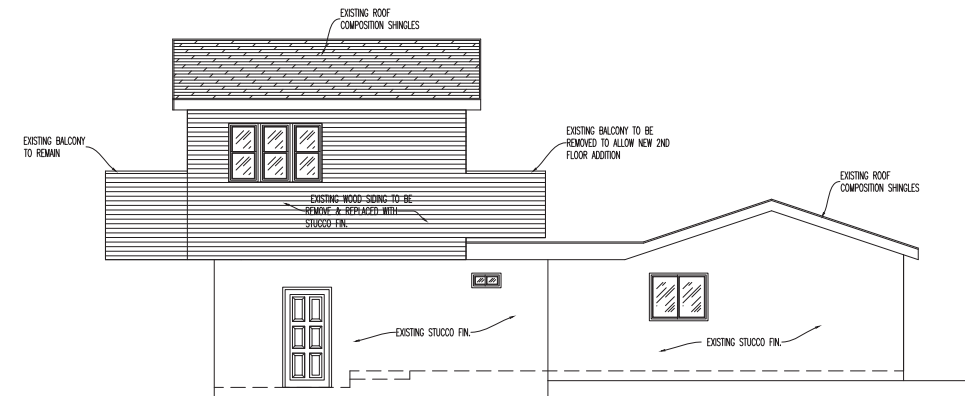 EXISTING ROOF
COMPOSITION SHINGLES
EXISTING BALCONY
TO REMAIN
EXISTING BALCONY TO BE
REMOVED TO ALLOW NEW 2ND
FLOOR ADDITION
EXISTING ROOF
COMPOSITION SHINGLES
EXISTING WOOD SIDING TO BE
REMOVE & REPLACED WITH
STUCCO FIN.
EXISTING STUCCO FIN.
EXISTING STUCCO FIN.